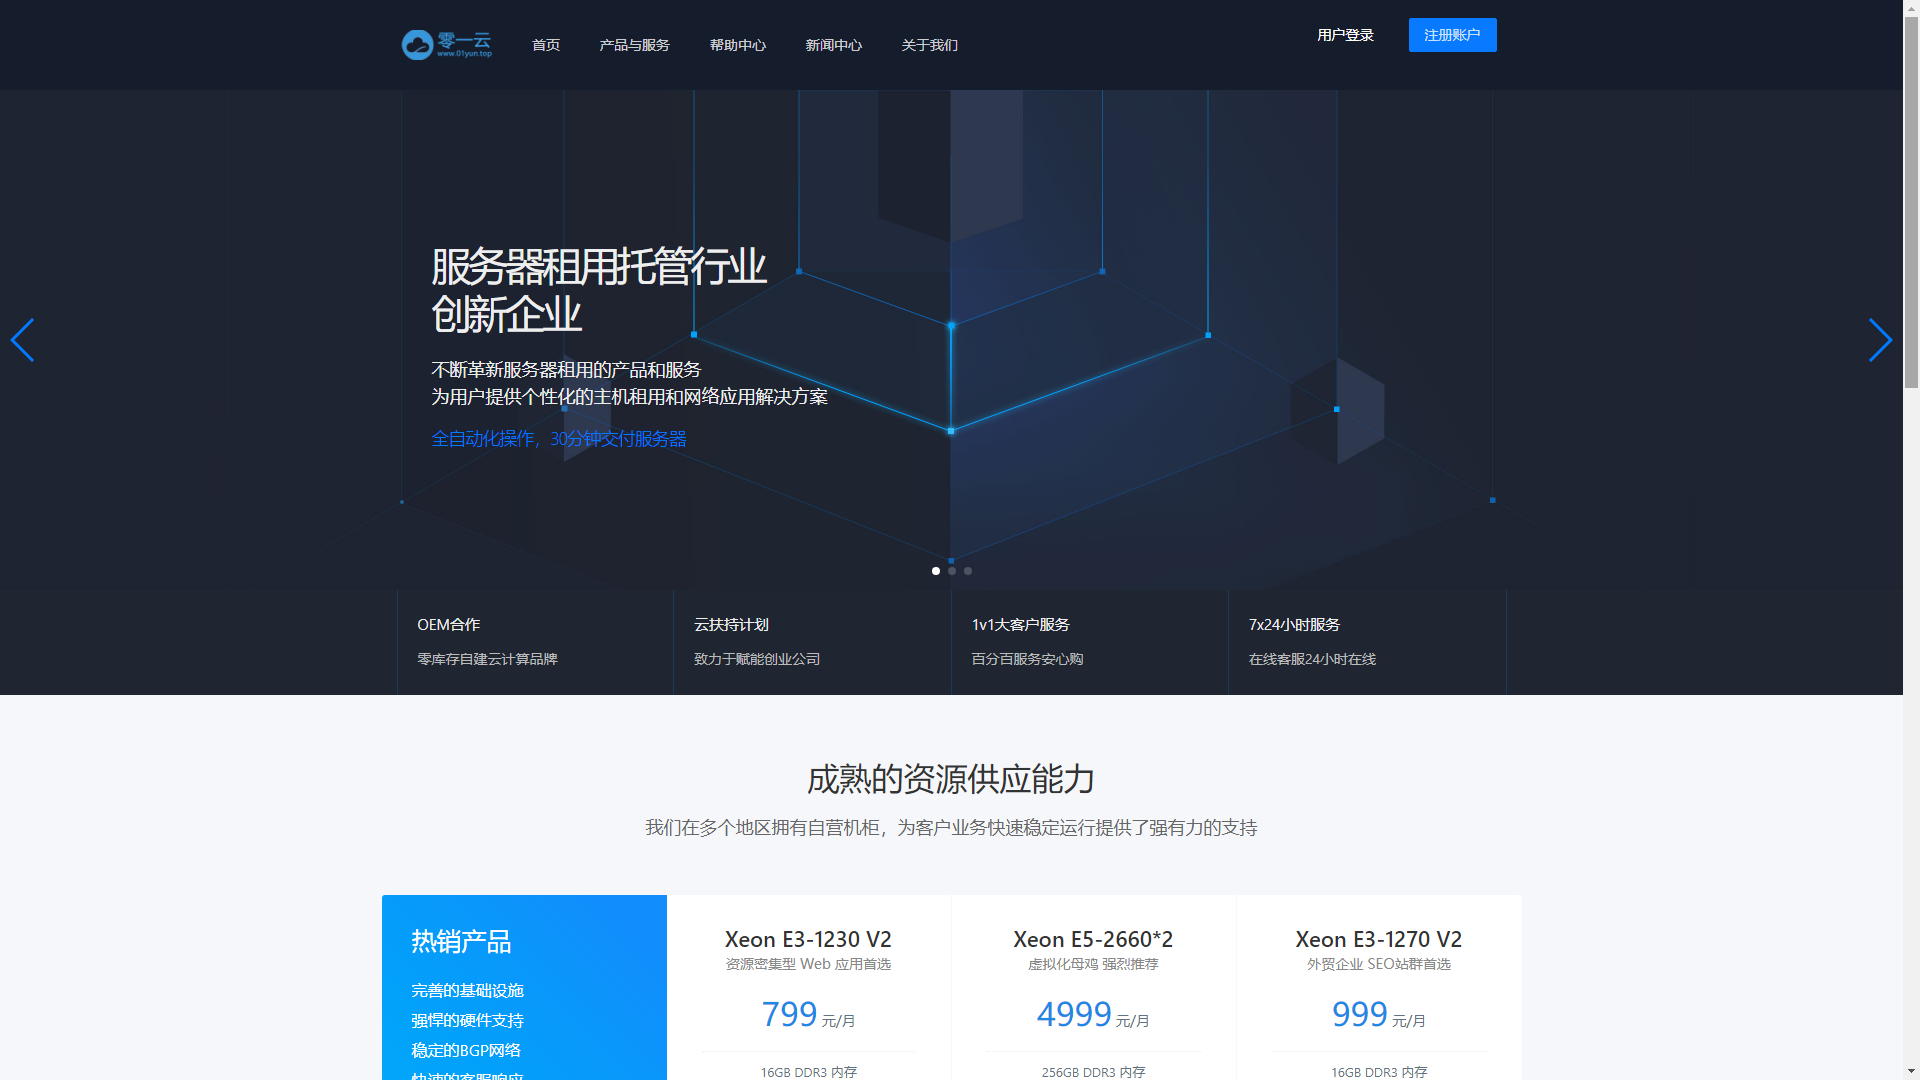 零一云
www.01yun.top
首页
产品与服务
帮助中心
新闻中心
关于我们
用户登录
注册账户
服务器租用托管行业
创新企业
不断革新服务器租用的产品和服务
为用户提供个性化的主机租用和网络应用解决方案
全自动化操作，30分钟交付服务器
OEM合作
零库存自建云计算品牌
云扶持计划
致力于赋能创业公司
1v1大客户服务
百分百服务安心购
7x24小时服务
在线客服24小时在线
成熟的资源供应能力
我们在多个地区拥有自营机柜，为客户业务快速稳定运行提供了强有力的支持
热销产品
完善的基础设施
强悍的硬件支持
稳定的BGP网络
快速的客服响应
Xeon E3-1230 V2
资源密集型 Web 应用首选
799 元/月
16GB DDR3 内存
Xeon E5-2660*2
虚拟化母鸡 强烈推荐
4999 元/月
256GB DDR3 内存
Xeon E3-1270 V2
外贸企业 SEO站群首选
999 元/月
16GB DDR3 内存